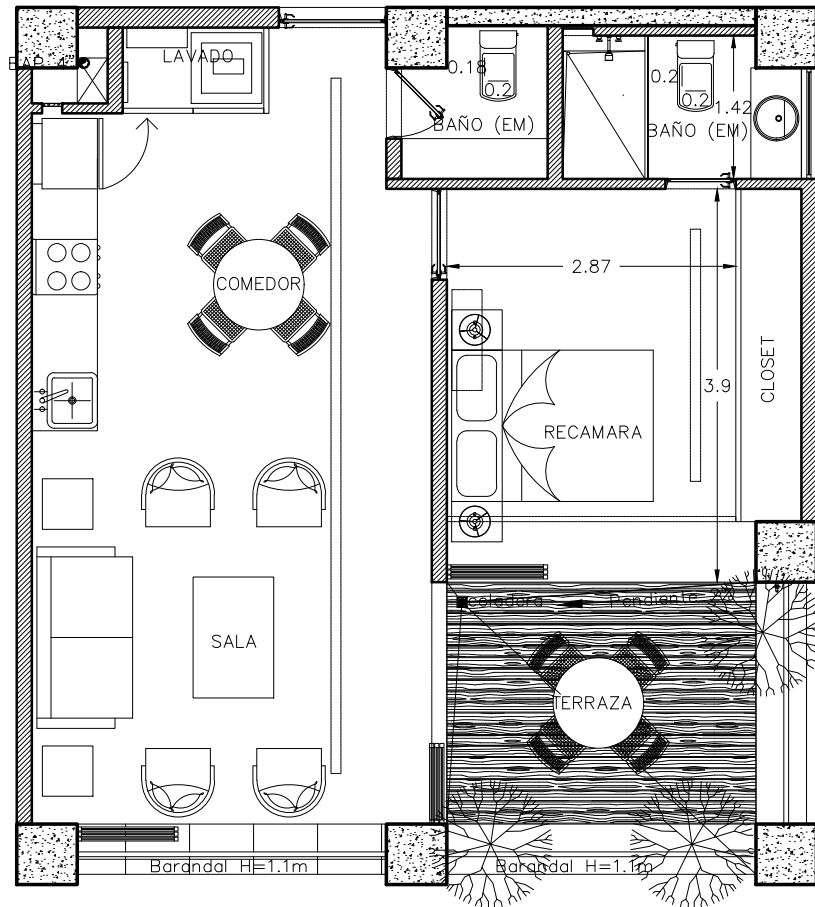 LAVADO
BAP 4"
0.18
0.2
BAÑO (EM)
0.2
0.2
1.42
BAÑO (EM)
2.87
COMEDOR
CLOSET
3.9
RECAMARA
coladora
Pendiente
SALA
TERRAZA
Barandal H=1.1m
Barandal H=1.1m